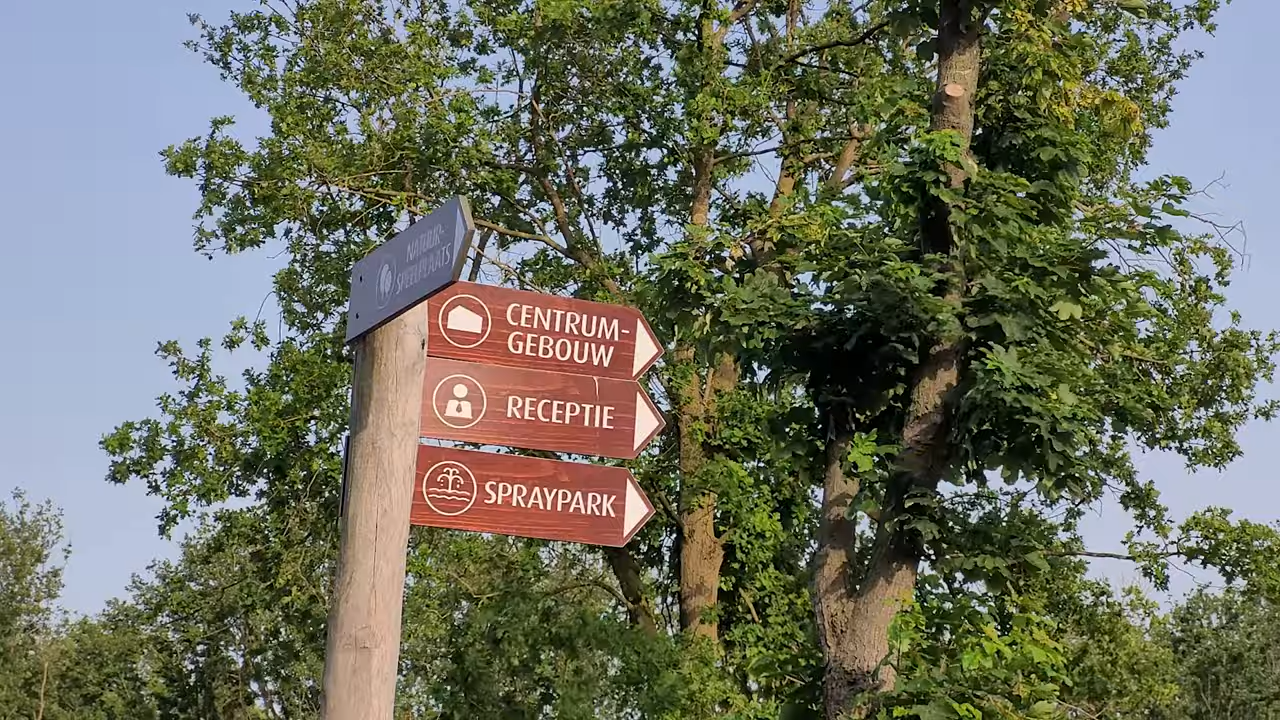 NATUUR-
SPEELPLAATS
CENTRUM-
GEBOUW
RECEPTIE
SPRAYPARK